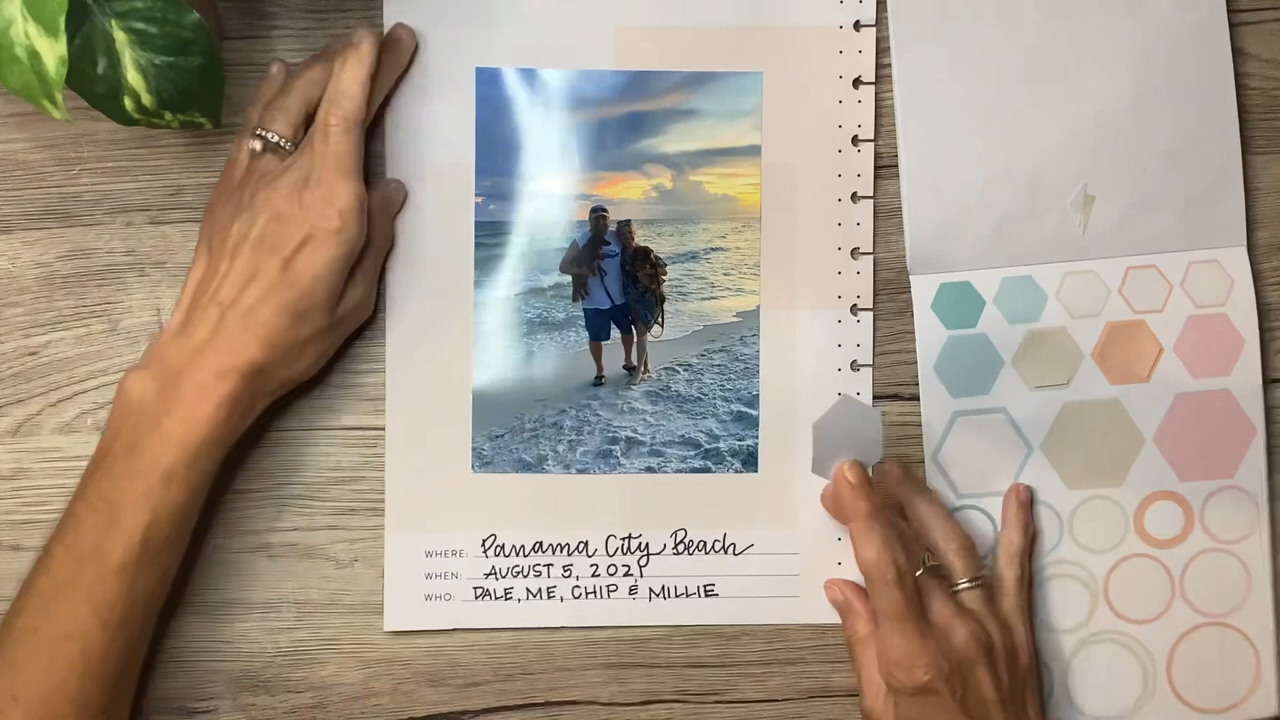 WHERE: Panama City Beach
WHEN: AUGUST 5, 2021
WHO: DALE, ME, CHIP & MILLIE